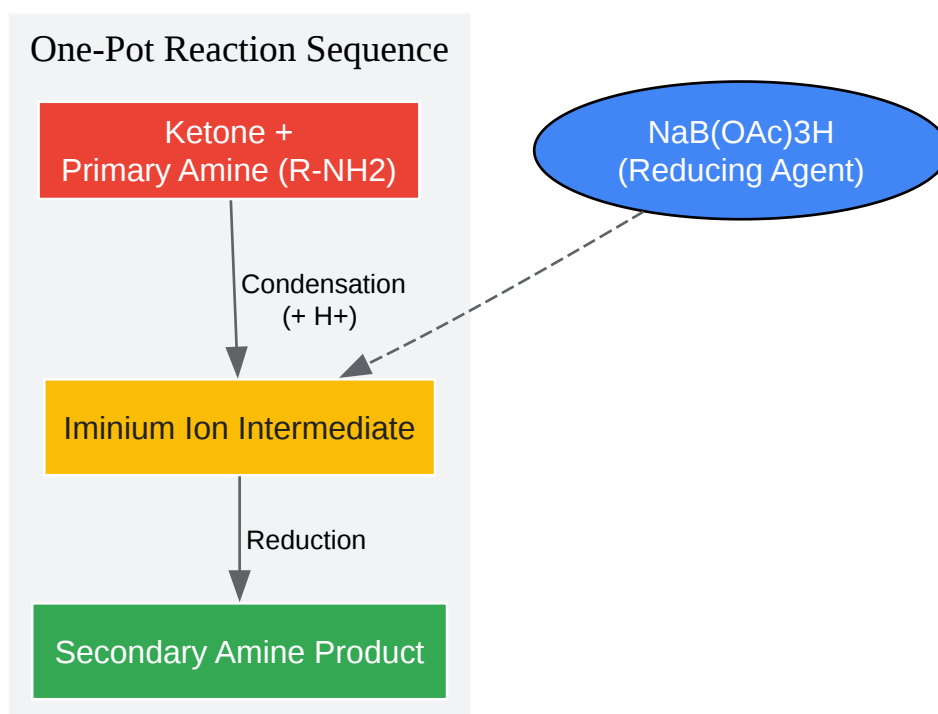 One-Pot Reaction Sequence
Ketone +
Primary Amine (R-NH2)
NaB(OAc)3H
(Reducing Agent)
Condensation
(+ H+)
Iminium Ion Intermediate
Reduction
Secondary Amine Product